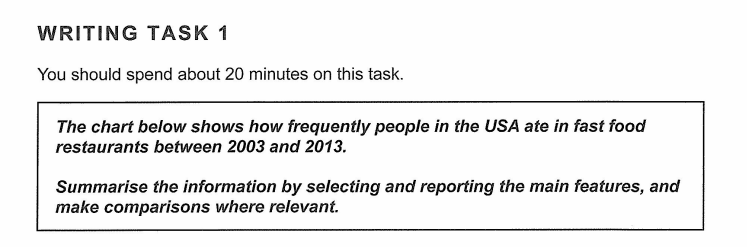 WRITING TASK 1
You should spend about 20 minutes on this task.
The chart below shows how frequently people in the USA ate in fast food
restaurants between 2003 and 2013.
Summarise the information by selecting and reporting the main features, and
make comparisons where relevant.